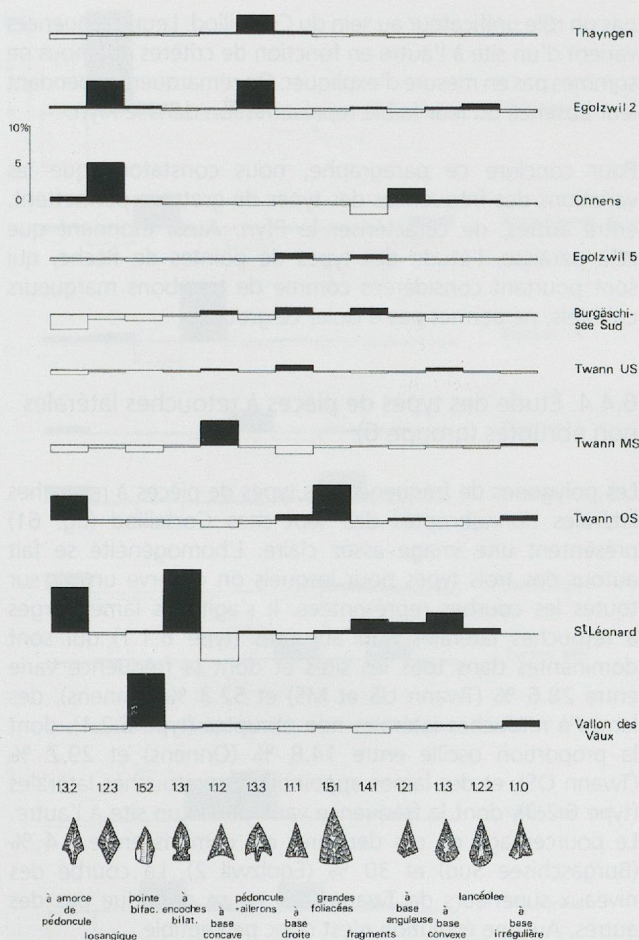 Thayngen
Egolzwil 2
10%
5
0
Onnens
Egolzwil 5
Burgäschi-
see Sud
Twann US
Twann MS
Twann OS
St Léonard
Vallon des
Vaux
132 123 152 131 112 133 111 151 141 121 113 122 110
à amorce
de
pédoncule
losangique
pointe
bifac.
à
encoches
bilat.
à
base
concave
pédoncule
-ailerons
à
base
droite
grandes
foliacées
fragments
à
base
anguleuse
à
base
convexe
lancéolée
à
base
irrégulière